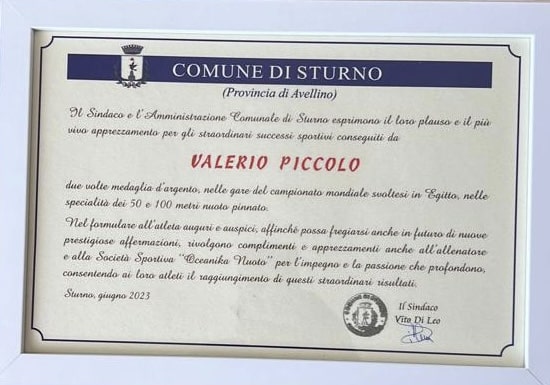 COMUNE DI STURNO
(Provincia di Avellino)
Il Sindaco e l'Amministrazione Comunale di Sturno esprimono il loro plauso e il più
vivo apprezzamento per gli straordinari successi sportivi conseguiti da
VALERIO PICCOLO
due volte medaglia d'argento, nelle gare del campionato mondiale svoltesi in Egitto, nelle
specialità dei 50 e 100 metri nuoto pinnato.
Nel formulare all'atleta auguri e auspici, affinché possa fregiarsi anche in futuro di nuove
prestigiose affermazioni, rivolgono complimenti e apprezzamenti anche all'allenatore
e alla Società Sportiva "Oceanika Nuoto" per l'impegno e la passione che profondono,
consentendo ai loro atleti il raggiungimento di questi straordinari risultati.
Sturno, giugno 2023
Il Sindaco
Vito Di Leo